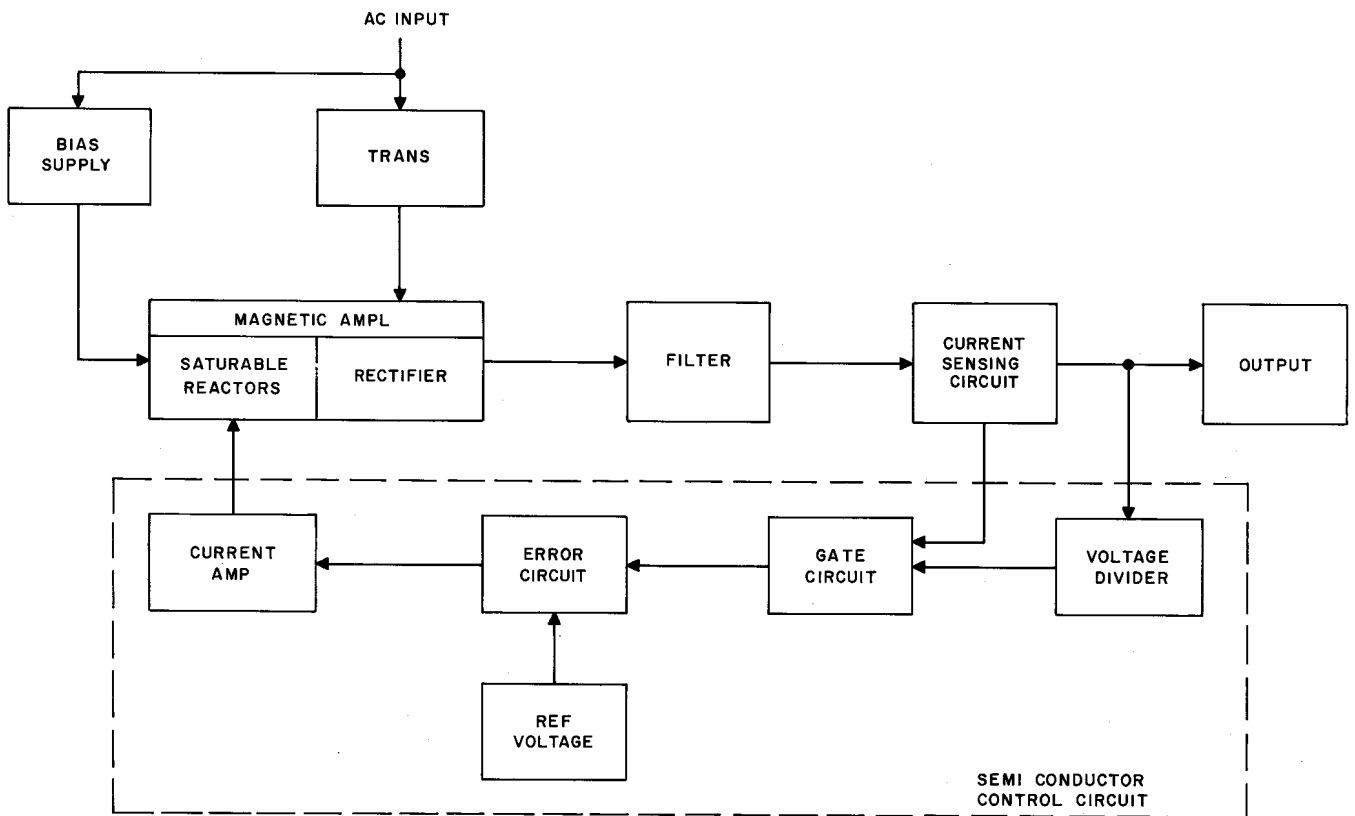 AC INPUT
BIAS
SUPPLY
TRANS
MAGNETIC AMPL
SATURABLE
REACTORS
RECTIFIER
FILTER
CURRENT
SENSING
CIRCUIT
OUTPUT
CURRENT
AMP
ERROR
CIRCUIT
GATE
CIRCUIT
VOLTAGE
DIVIDER
REF
VOLTAGE
SEMI CONDUCTOR
CONTROL CIRCUIT